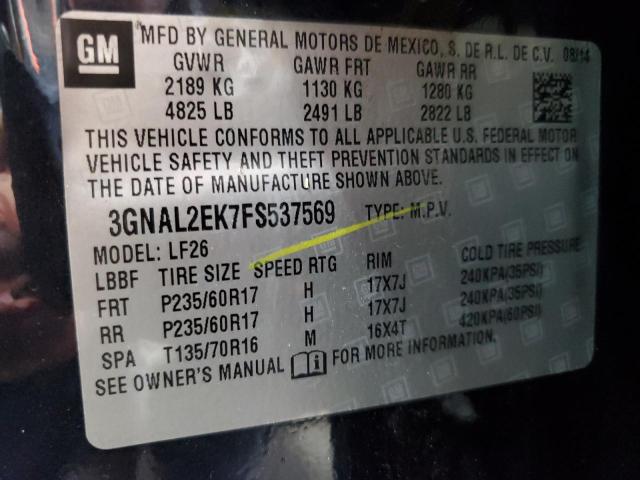 GM
MFD BY GENERAL MOTORS DE MEXICO, S. DE R.L. DE C.V. 08/14
GVWR GAWR FRT GAWR RR
2189 KG 1130 KG 1280 KG
4825 LB 2491 LB 2822 LB
THIS VEHICLE CONFORMS TO ALL APPLICABLE U.S. FEDERAL MOTOR
VEHICLE SAFETY AND THEFT PREVENTION STANDARDS IN EFFECT ON
THE DATE OF MANUFACTURE SHOWN ABOVE.
3GNAL2EK7FS537569 TYPE: M.P.V.
MODEL: LF26
LBBF TIRE SIZE SPEED RTG RIM COLD TIRE PRESSURE
FRT P235/60R17 H 17X7J 240KPA(35PSI)
RR P235/60R17 H 17X7J 240KPA(35PSI)
SPA T135/70R16 M 16X4T 420KPA(60PSI)
SEE OWNER'S MANUAL FOR MORE INFORMATION.